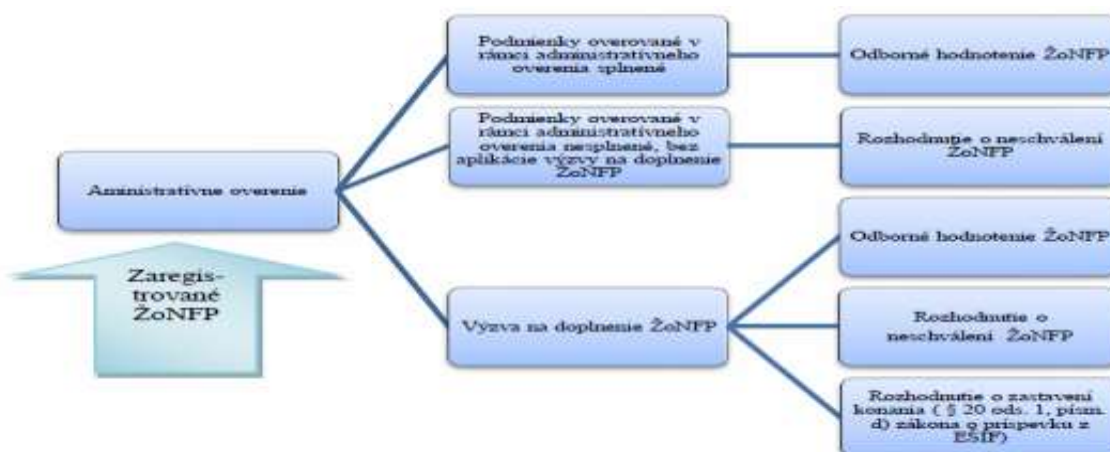 Podmienky overované v
rámci administratívneho
overenia splnené
Odborné hodnotenie ŽoNFP
Podmienky overované v
rámci administratívneho
overenia nesplnené, bez
aplikácie výzvy na doplnenie
ŽoNFP
Rozhodnutie o neschválení
ŽoNFP
Aministratívne overenie
Zaregis-
trované
ŽoNFP
Výzva na doplnenie ŽoNFP
Odborné hodnotenie ŽoNFP
Rozhodnutie o
neschválení ŽoNFP
Rozhodnutie o zastavení
konania ( § 20 ods. 1, písm.
d) zákona o príspevku z
EŠIF)